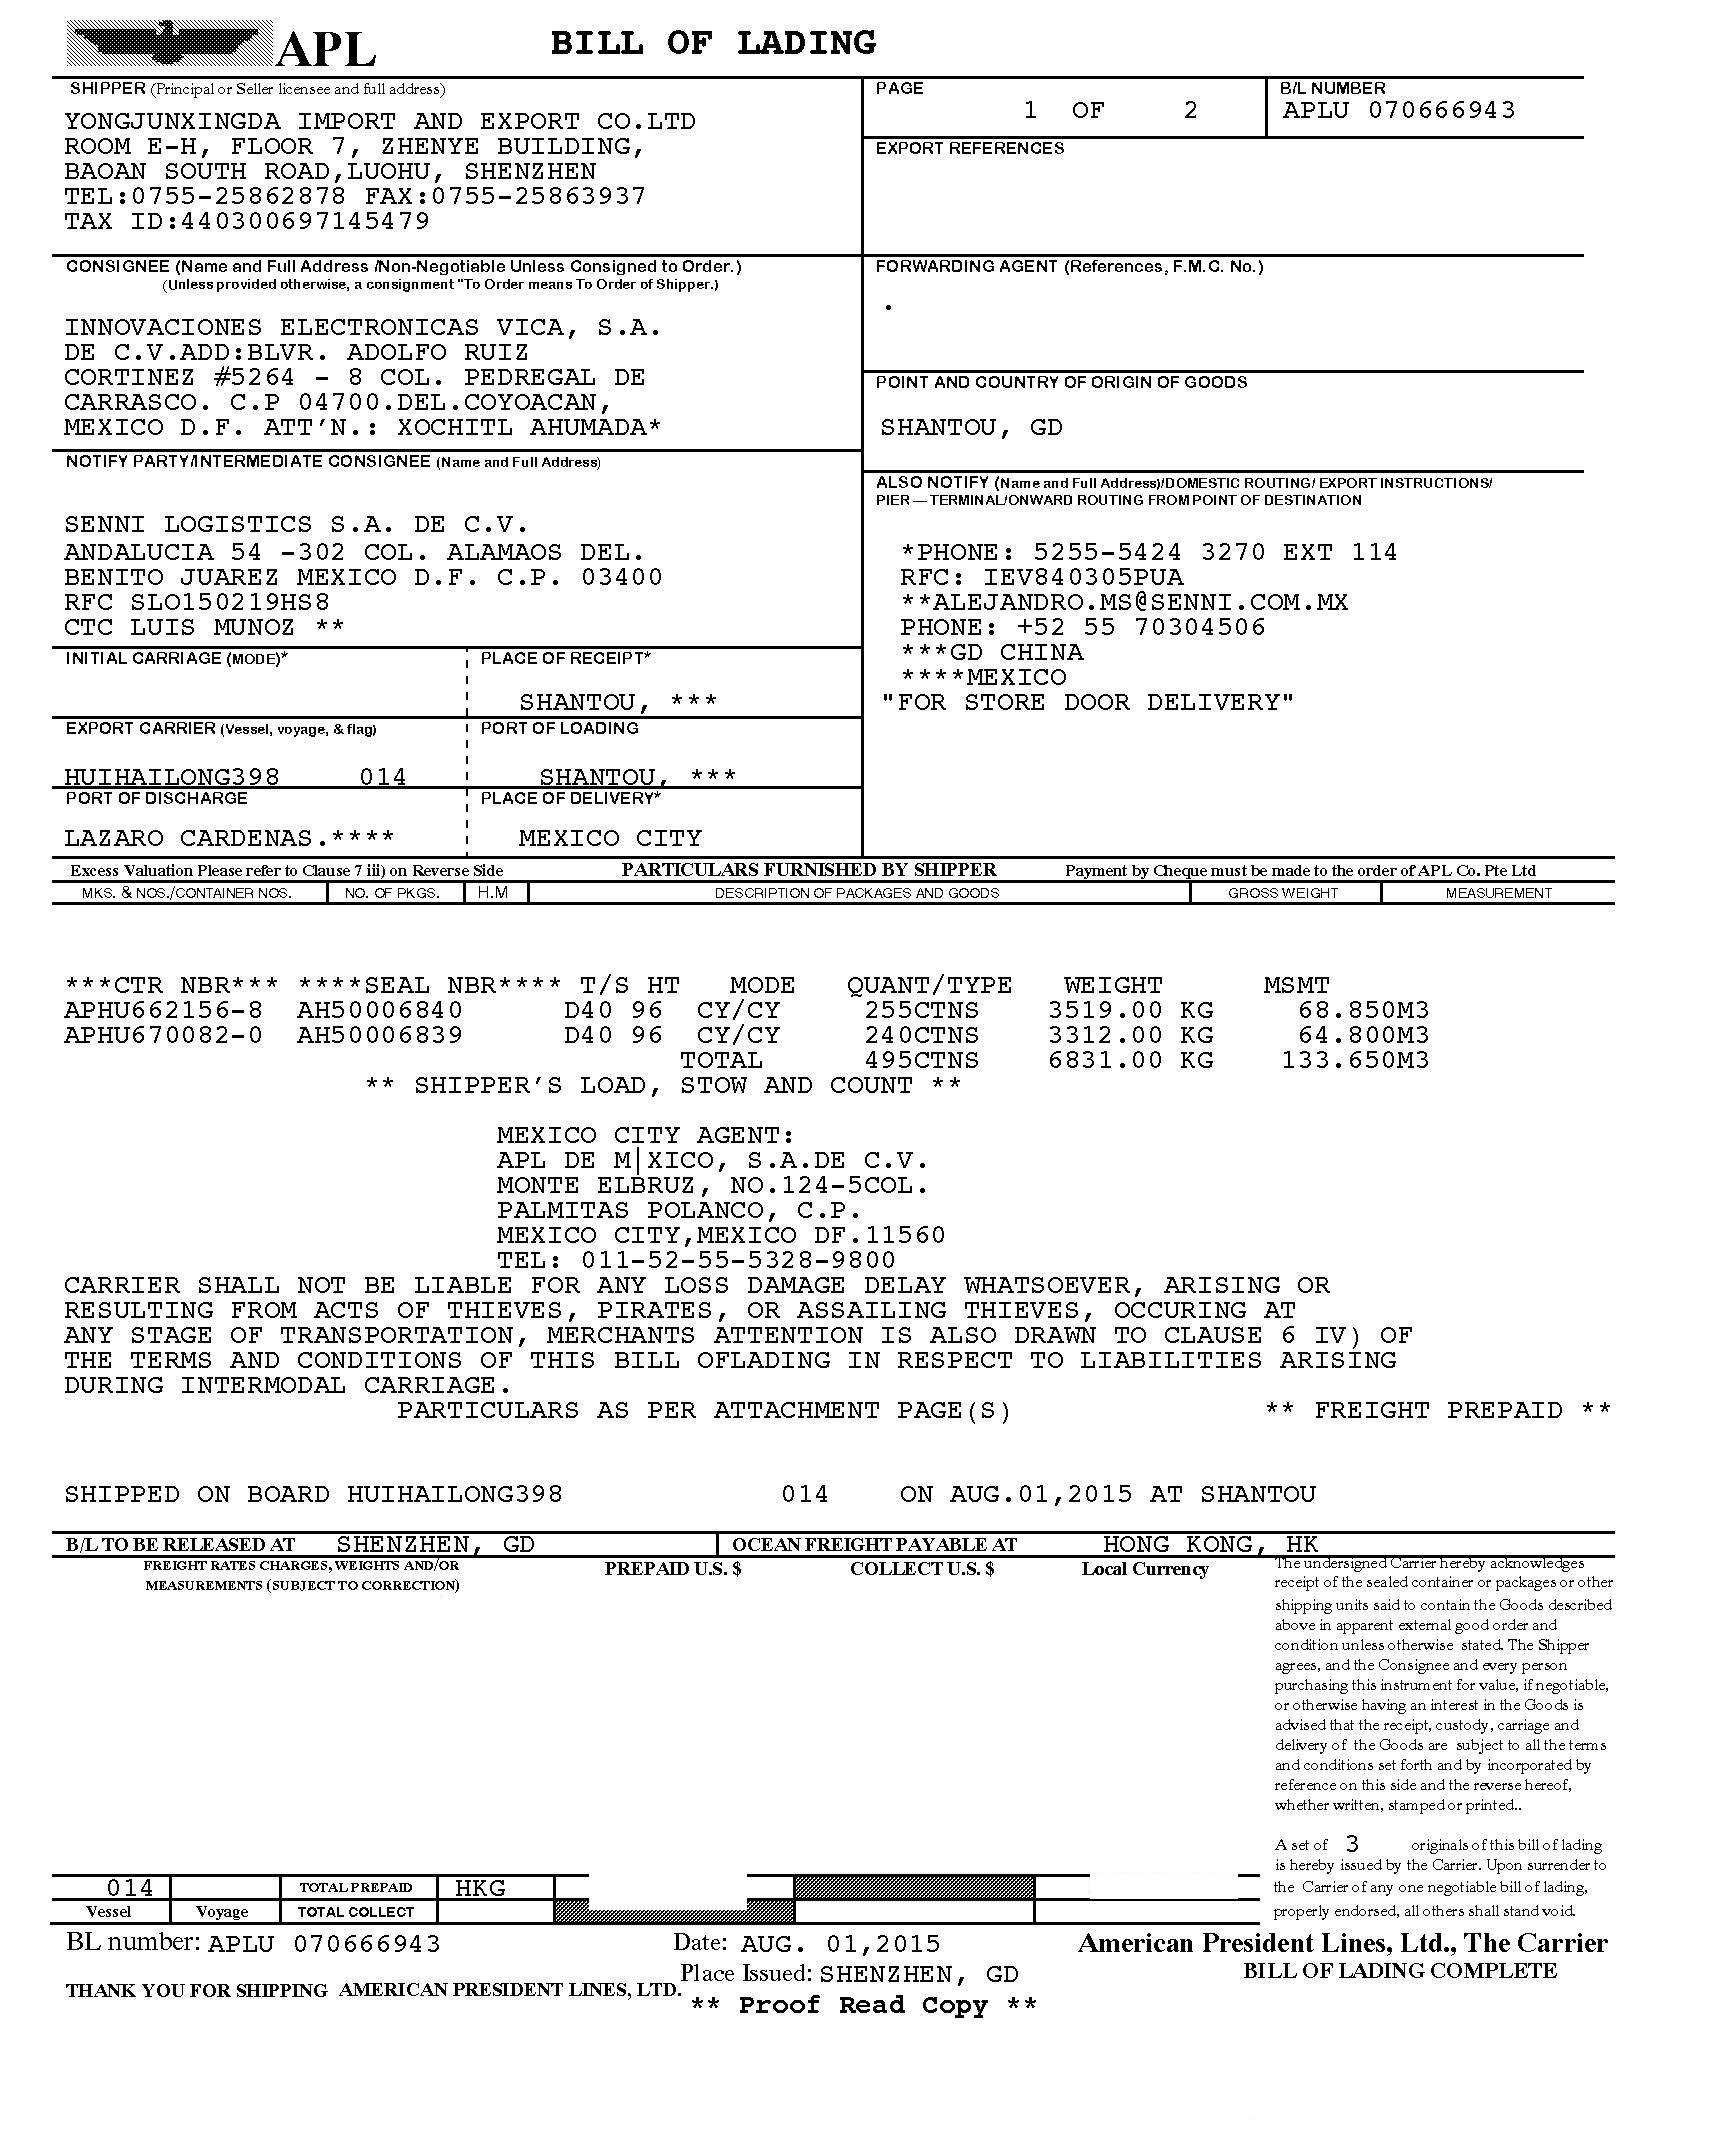 APL
BILL OF LADING
SHIPPER (Principal or Seller licensee and full address)
YONGJUNXINGDA IMPORT AND EXPORT CO.LTD
ROOM E-H, FLOOR 7, ZHENYE BUILDING,
BAOAN SOUTH ROAD,LUOHU, SHENZHEN
TEL:0755-25862878 FAX:0755-25863937
TAX ID:440300697145479
PAGE
1 OF 2
B/L NUMBER
APLU 070666943
EXPORT REFERENCES
CONSIGNEE (Name and Full Address /Non-Negotiable Unless Consigned to Order.)
(Unless provided otherwise, a consignment "To Order means To Order of Shipper.)
INNOVACIONES ELECTRONICAS VICA, S.A.
DE C.V.ADD:BLVR. ADOLFO RUIZ
CORTINEZ #5264 - 8 COL. PEDREGAL DE
CARRASCO. C.P 04700.DEL.COYOACAN,
MEXICO D.F. ATT'N.: XOCHITL AHUMADA*
FORWARDING AGENT (References, F.M.C. No.)
.
POINT AND COUNTRY OF ORIGIN OF GOODS
SHANTOU, GD
NOTIFY PARTY/INTERMEDIATE CONSIGNEE (Name and Full Address)
SENNI LOGISTICS S.A. DE C.V.
ANDALUCIA 54 -302 COL. ALAMAOS DEL.
BENITO JUAREZ MEXICO D.F. C.P. 03400
RFC SLO150219HS8
CTC LUIS MUNOZ **
ALSO NOTIFY (Name and Full Address)/DOMESTIC ROUTING/ EXPORT INSTRUCTIONS/
PIER — TERMINAL/ONWARD ROUTING FROM POINT OF DESTINATION
*PHONE: 5255-5424 3270 EXT 114
RFC: IEV840305PUA
**ALEJANDRO.MS@SENNI.COM.MX
PHONE: +52 55 70304506
***GD CHINA
****MEXICO
"FOR STORE DOOR DELIVERY"
INITIAL CARRIAGE (MODE)*
PLACE OF RECEIPT*
SHANTOU, ***
EXPORT CARRIER (Vessel, voyage, & flag)
PORT OF LOADING
HUIHAILONG398 014
SHANTOU, ***
PORT OF DISCHARGE
PLACE OF DELIVERY*
LAZARO CARDENAS.****
MEXICO CITY
Excess Valuation Please refer to Clause 7 iii) on Reverse Side PARTICULARS FURNISHED BY SHIPPER Payment by Cheque must be made to the order of APL Co. Pte Ltd
MKS. & NOS./CONTAINER NOS. NO. OF PKGS. H.M DESCRIPTION OF PACKAGES AND GOODS GROSS WEIGHT MEASUREMENT
***CTR NBR*** ****SEAL NBR**** T/S HT MODE QUANT/TYPE WEIGHT MSMT
APHU662156-8 AH50006840 D40 96 CY/CY 255CTNS 3519.00 KG 68.850M3
APHU670082-0 AH50006839 D40 96 CY/CY 240CTNS 3312.00 KG 64.800M3
TOTAL 495CTNS 6831.00 KG 133.650M3
** SHIPPER'S LOAD, STOW AND COUNT **
MEXICO CITY AGENT:
APL DE M|XICO, S.A.DE C.V.
MONTE ELBRUZ, NO.124-5COL.
PALMITAS POLANCO, C.P.
MEXICO CITY,MEXICO DF.11560
TEL: 011-52-55-5328-9800
CARRIER SHALL NOT BE LIABLE FOR ANY LOSS DAMAGE DELAY WHATSOEVER, ARISING OR
RESULTING FROM ACTS OF THIEVES, PIRATES, OR ASSAILING THIEVES, OCCURING AT
ANY STAGE OF TRANSPORTATION, MERCHANTS ATTENTION IS ALSO DRAWN TO CLAUSE 6 IV) OF
THE TERMS AND CONDITIONS OF THIS BILL OFLADING IN RESPECT TO LIABILITIES ARISING
DURING INTERMODAL CARRIAGE.
PARTICULARS AS PER ATTACHMENT PAGE(S) ** FREIGHT PREPAID **
SHIPPED ON BOARD HUIHAILONG398 014 ON AUG.01,2015 AT SHANTOU
B/L TO BE RELEASED AT SHENZHEN, GD OCEAN FREIGHT PAYABLE AT HONG KONG, HK
FREIGHT RATES CHARGES, WEIGHTS AND/OR
MEASUREMENTS (SUBJECT TO CORRECTION)
PREPAID U.S. $ COLLECT U.S. $ Local Currency
The undersigned Carrier hereby acknowledges
receipt of the sealed container or packages or other
shipping units said to contain the Goods described
above in apparent external good order and
condition unless otherwise stated. The Shipper
agrees, and the Consignee and every person
purchasing this instrument for value, if negotiable,
or otherwise having an interest in the Goods is
advised that the receipt, custody, carriage and
delivery of the Goods are subject to all the terms
and conditions set forth and by incorporated by
reference on this side and the reverse hereof,
whether written, stamped or printed..
A set of 3 originals of this bill of lading
is hereby issued by the Carrier. Upon surrender to
the Carrier of any one negotiable bill of lading,
properly endorsed, all others shall stand void.
014 TOTAL PREPAID HKG
Vessel Voyage TOTAL COLLECT
BL number: APLU 070666943
Date: AUG. 01,2015
American President Lines, Ltd., The Carrier
Place Issued: SHENZHEN, GD
BILL OF LADING COMPLETE
THANK YOU FOR SHIPPING AMERICAN PRESIDENT LINES, LTD.
** Proof Read Copy **